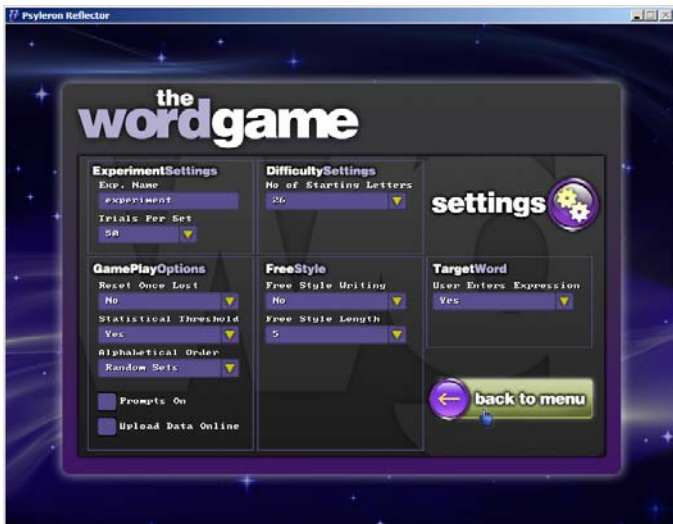 Psyleron Reflector
the
wordgame
ExperimentSettings
Exp. Name
experiment
Trials Per Set
50
DifficultySettings
No of Starting Letters
26
settings
GamePlayOptions
Reset Once Lost
No
Statistical Threshold
Yes
Alphabetical Order
Random Sets
Prompts On
Upload Data Online
FreeStyle
Free Style Writing
No
Free Style Length
5
TargetWord
User Enters Expression
Yes
back to menu